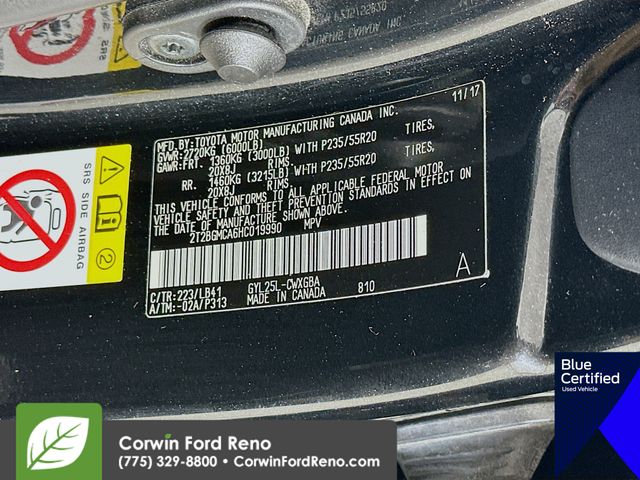 SRS
11/17
MFD.BY:TOYOTA MOTOR MANUFACTURING CANADA INC.
GVWR: 2720KG (6000LB)
GAWR:FRT. 1360KG (3000LB) WITH P235/55R20 TIRES,
20X8J RIMS.
RR. 1460KG (3215LB) WITH P235/55R20 TIRES,
20X8J RIMS.
THIS VEHICLE CONFORMS TO ALL APPLICABLE FEDERAL MOTOR
VEHICLE SAFETY AND THEFT PREVENTION STANDARDS IN EFFECT ON
THE DATE OF MANUFACTURE SHOWN ABOVE.
2T2BGMCA6HC019990 MPV
A
C/TR:223/LB41 GYL25L-CWXGBA 810
A/TM:-02A/P313 MADE IN CANADA
SRS SIDE AIRBAG
2
Blue
Certified
Used Vehicle
Corwin Ford Reno
(775) 329-8800 • CorwinFordReno.com